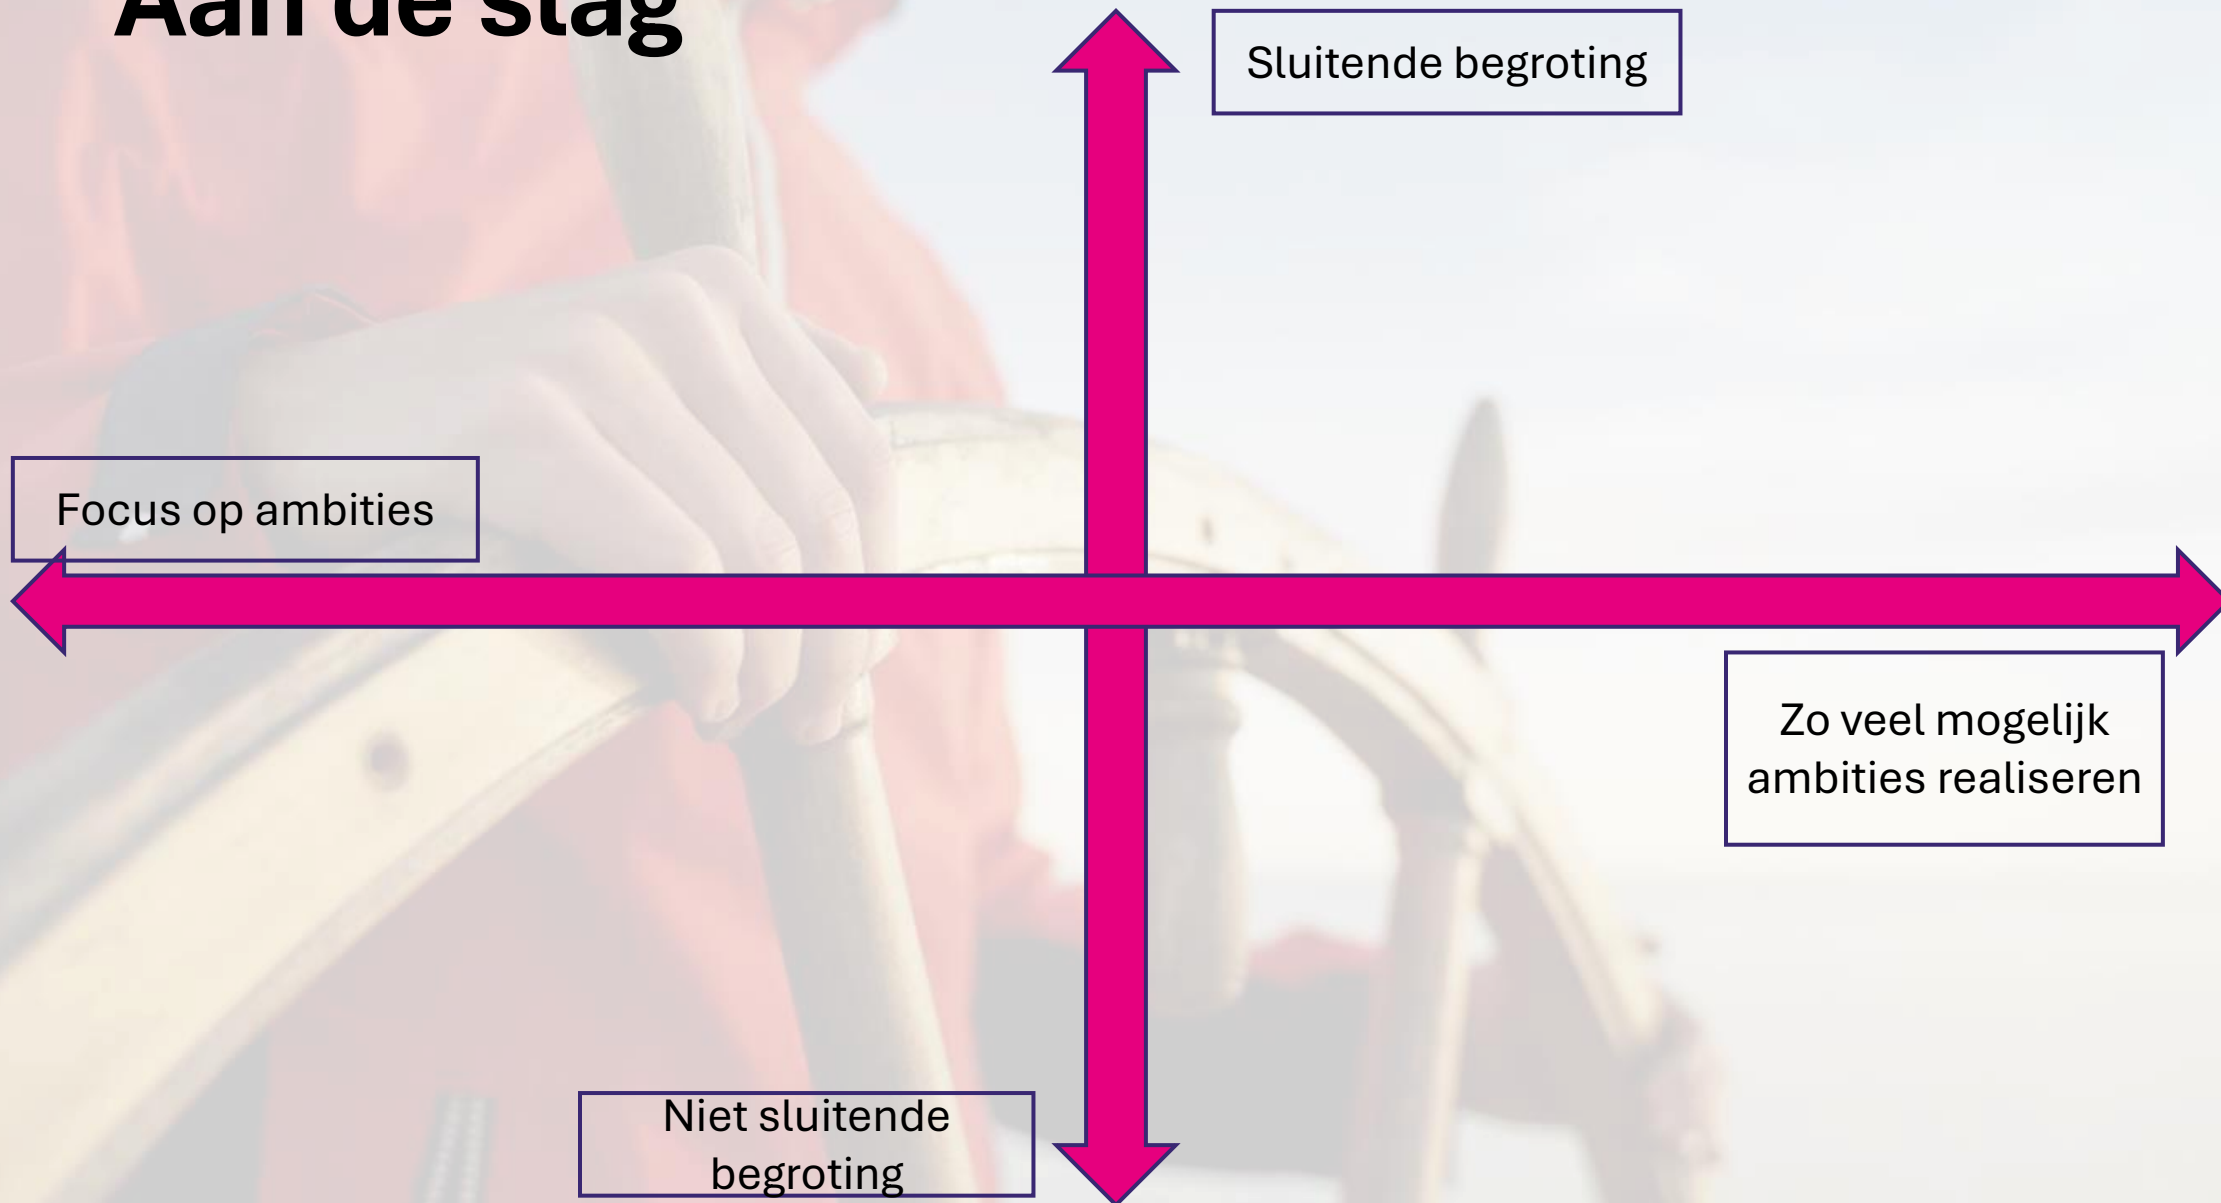 Aan de slag
Sluitende begroting
Focus op ambities
Zo veel mogelijk
ambities realiseren
Niet sluitende
begroting